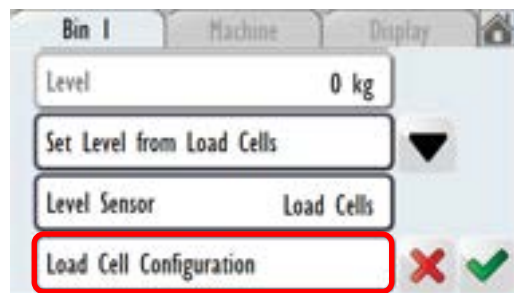 Bin 1 Machine Display
Level 0 kg
Set Level from Load Cells
Level Sensor Load Cells
Load Cell Configuration